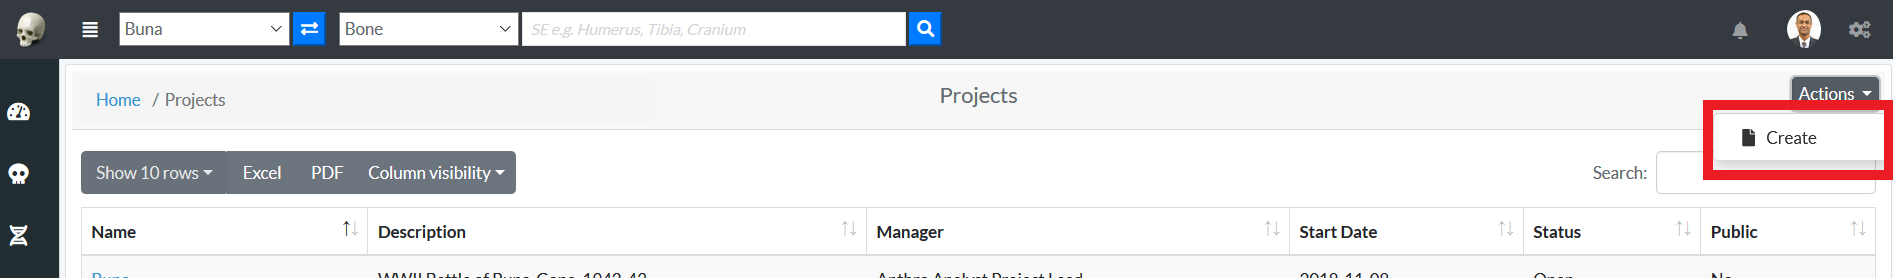 Buna
Bone
SE e.g. Humerus, Tibia, Cranium
Home / Projects
Projects
Actions
Create
Show 10 rows
Excel
PDF
Column visibility
Search:
Name
Description
Manager
Start Date
Status
Public
Buna
WWII Battle of Buna-Gona, 1942-43
Anthro Analyst Project Lead
2018-11-08
Open
No